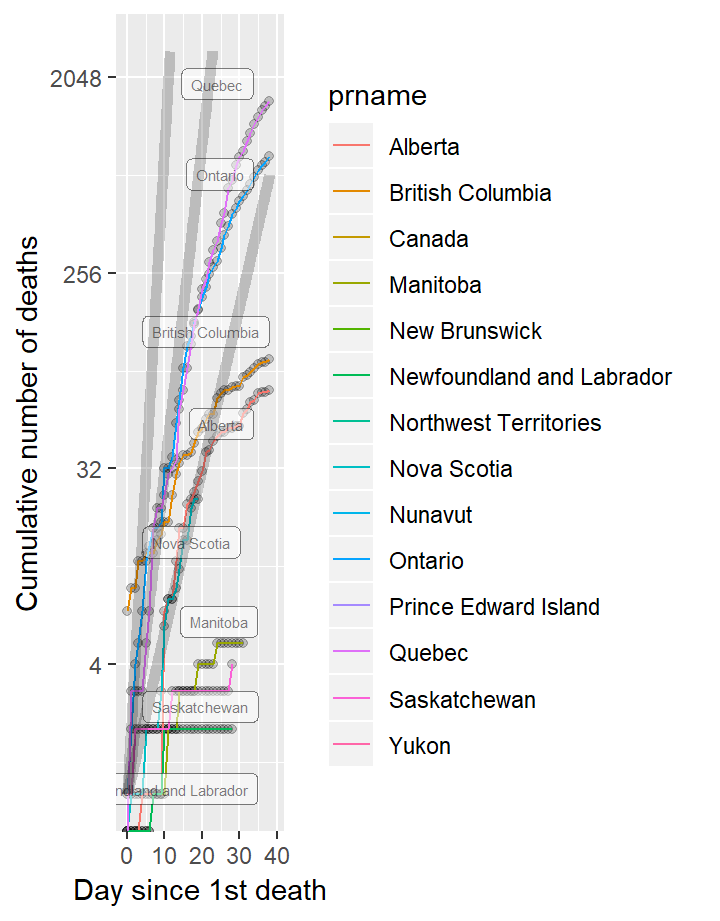 2048
256
32
4
Cumulative number of deaths
Quebec
Ontario
British Columbia
Alberta
Nova Scotia
Manitoba
Saskatchewan
ndland and Labrador
0 10 20 30 40
Day since 1st death
prname
Alberta
British Columbia
Canada
Manitoba
New Brunswick
Newfoundland and Labrador
Northwest Territories
Nova Scotia
Nunavut
Ontario
Prince Edward Island
Quebec
Saskatchewan
Yukon